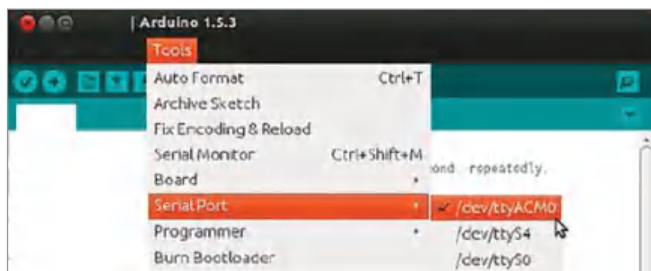 Arduino 1.5.3
Tools
Auto Format Ctrl+T
Archive Sketch
Fix Encoding & Reload
Serial Monitor Ctrl+Shift+M
Board
ond repeatedly.
Serial Port /dev/ttyACM0
Programmer /dev/ttyS4
Burn Bootloader /dev/ttyS0